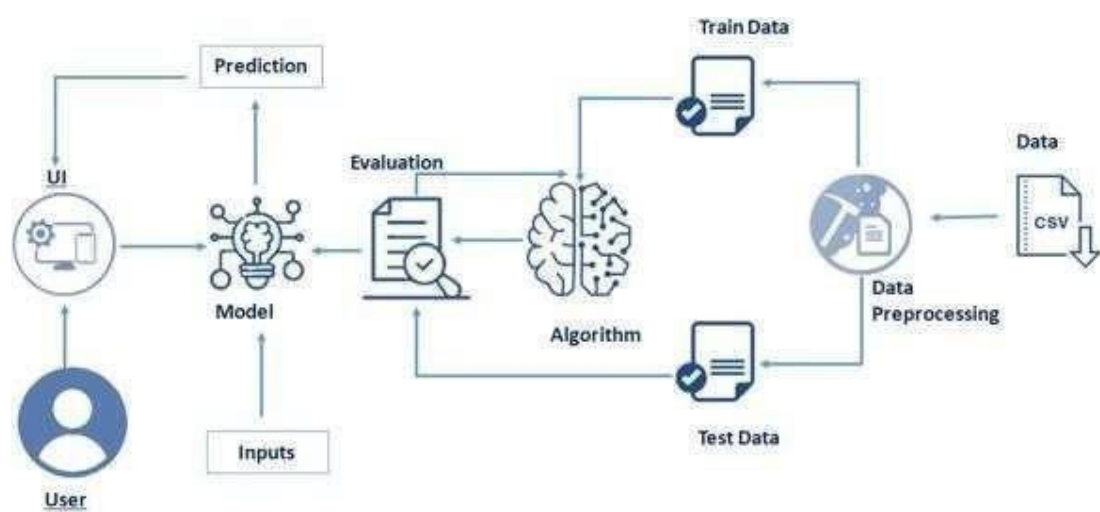 Train Data
Prediction
Data
Evaluation
UI
CSV
Data
Preprocessing
Model
Algorithm
Test Data
Inputs
User